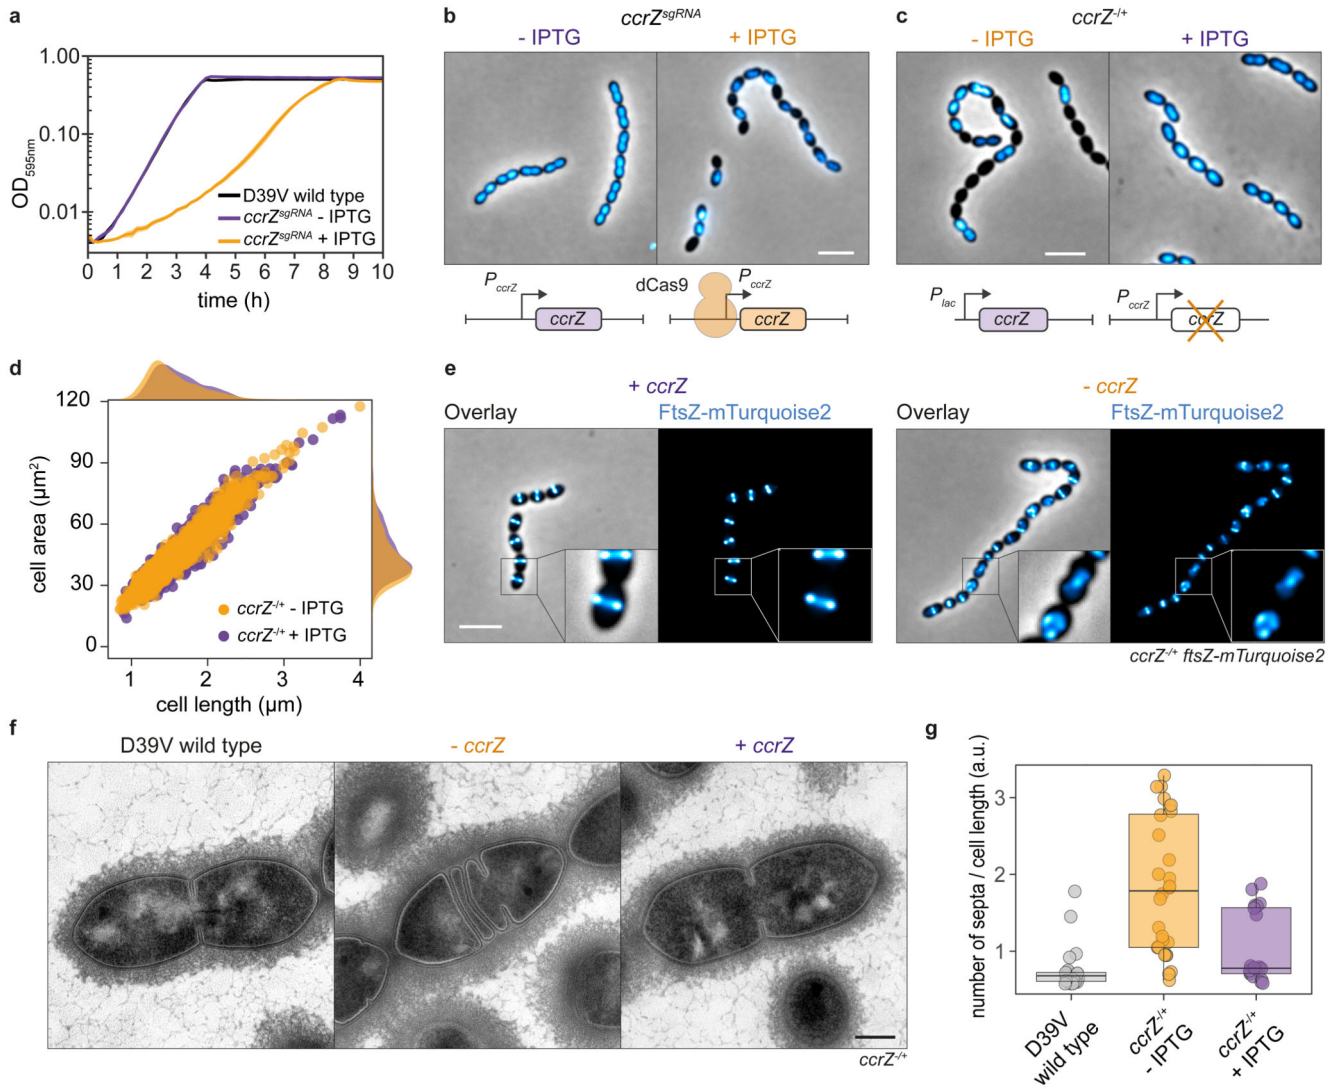 a
1.00
0.10
0.01
OD595nm
D39V wild type
ccrZsgRNA - IPTG
ccrZsgRNA + IPTG
0 1 2 3 4 5 6 7 8 9 10
time (h)
b
ccrZsgRNA
- IPTG
+ IPTG
PccrZ
ccrZ
dCas9
PccrZ
ccrZ
c
ccrZ-/+
- IPTG
+ IPTG
Plac
ccrZ
PccrZ
ccrZ
d
120
90
60
30
0
cell area (µm²)
ccrZ-/+ - IPTG
ccrZ-/+ + IPTG
1 2 3 4
cell length (µm)
e
+ ccrZ
Overlay
FtsZ-mTurquoise2
- ccrZ
Overlay
FtsZ-mTurquoise2
ccrZ-/+ ftsZ-mTurquoise2
f
D39V wild type
- ccrZ
+ ccrZ
ccrZ-/+
g
number of septa / cell length (a.u.)
3
2
1
D39V
wild type
ccrZ-/+
- IPTG
ccrZ-/+
+ IPTG